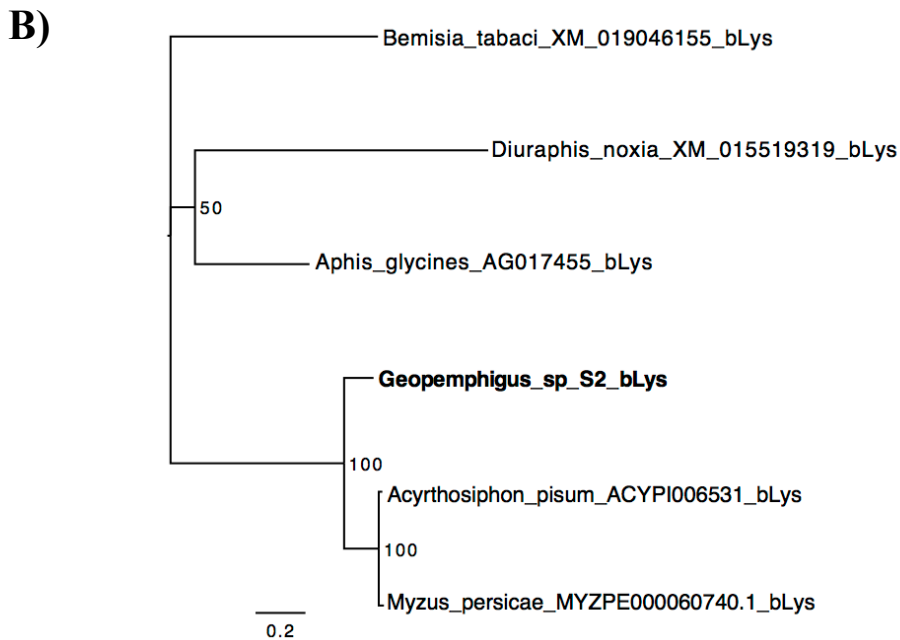 B)
Bemisia_tabaci_XM_019046155_bLys
Diuraphis_noxia_XM_015519319_bLys
50
Aphis_glycines_AG017455_bLys
Geopemphigus_sp_S2_bLys
100
Acyrthosiphon_pisum_ACYPI006531_bLys
100
Myzus_persicae_MYZPE000060740.1_bLys
0.2